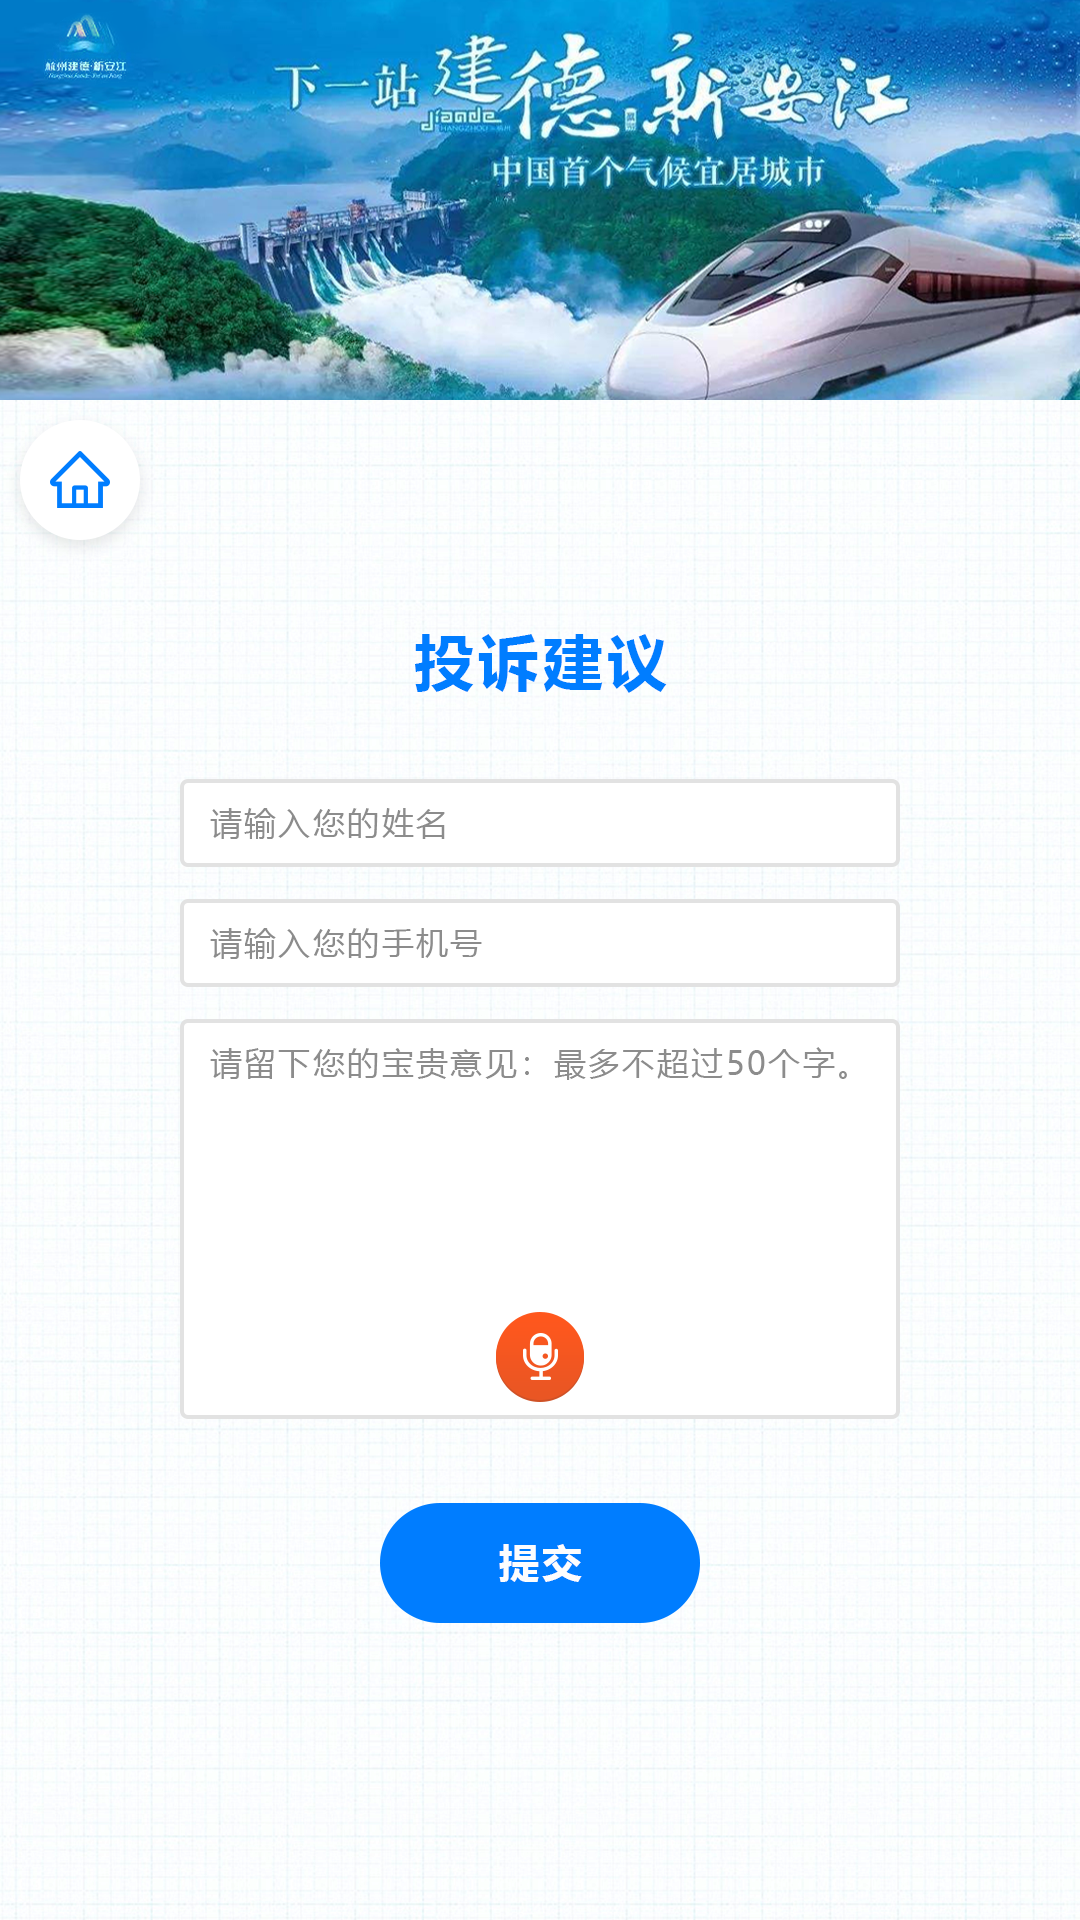 杭州建德·新安江
下一站 建德 新安江
jiande
HANGZHOU 杭州
中国首个气候宜居城市
投诉建议
请输入您的姓名
请输入您的手机号
请留下您的宝贵意见：最多不超过50个字。
提交